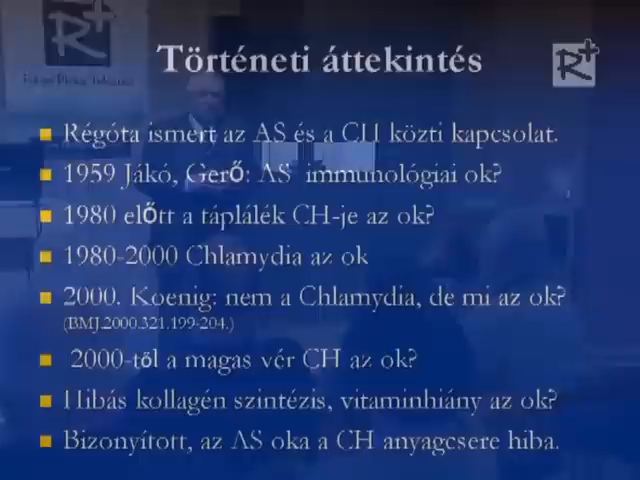 R+
Történeti áttekintés
R+
Régóta ismert az AS és a CH közti kapcsolat.
1959 Jákó, Gerő: AS immunológiai ok?
1980 előtt a táplálék CH-je az ok?
1980-2000 Chlamydia az ok
2000. Koenig: nem a Chlamydia, de mi az ok?
(BMJ.2000.321.199-204.)
2000-től a magas vér CH az ok?
Hibás kollagén szintézis, vitaminhiány az ok?
Bizonyított, az AS oka a CH anyagcsere hiba.